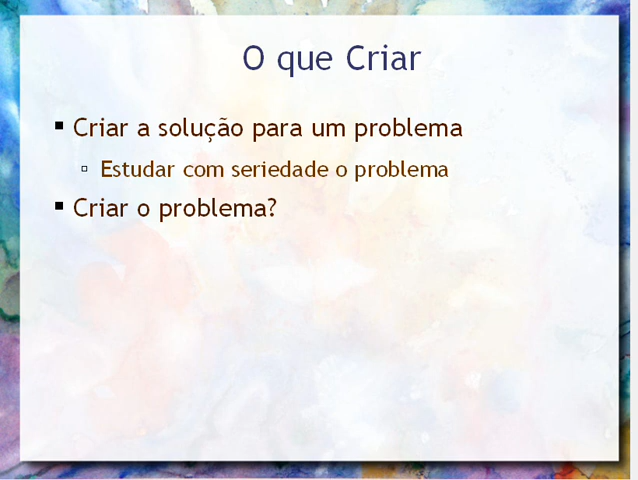 O que Criar
Criar a solução para um problema
Estudar com seriedade o problema
Criar o problema?